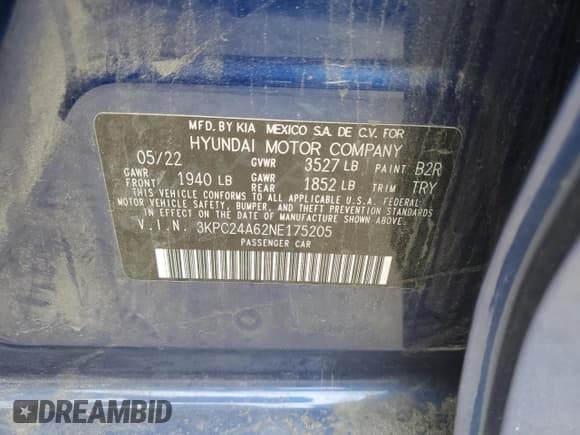 MFD. BY KIA MEXICO S.A. DE C.V. FOR
HYUNDAI MOTOR COMPANY
05/22 GVWR 3527 LB PAINT B2R
GAWR FRONT 1940 LB GAWR REAR 1852 LB TRIM TRY
THIS VEHICLE CONFORMS TO ALL APPLICABLE U.S.A. FEDERAL
MOTOR VEHICLE SAFETY, BUMPER, AND THEFT PREVENTION STANDARDS
IN EFFECT ON THE DATE OF MANUFACTURE SHOWN ABOVE.
V.I.N. 3KPC24A62NE175205
PASSENGER CAR
DREAMBID